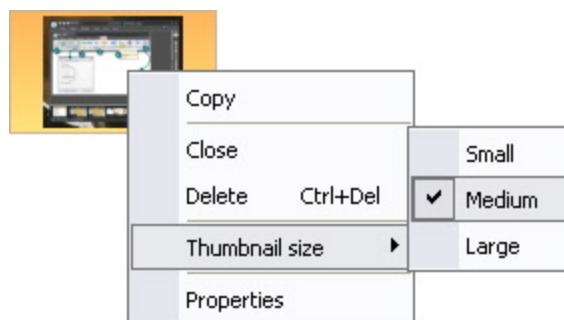 Copy
Close
Delete Ctrl+Del
Thumbnail size
Properties
Small
Medium
Large